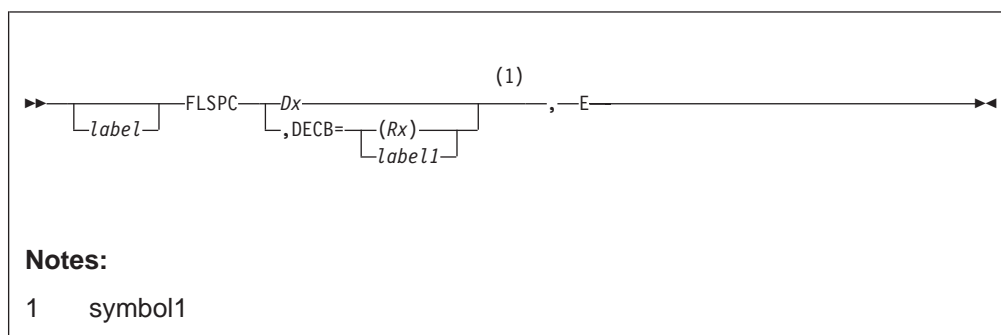 (1)
FLSPC Dx , E
label ,DECB= (Rx)
label1
Notes:
1 symbol1